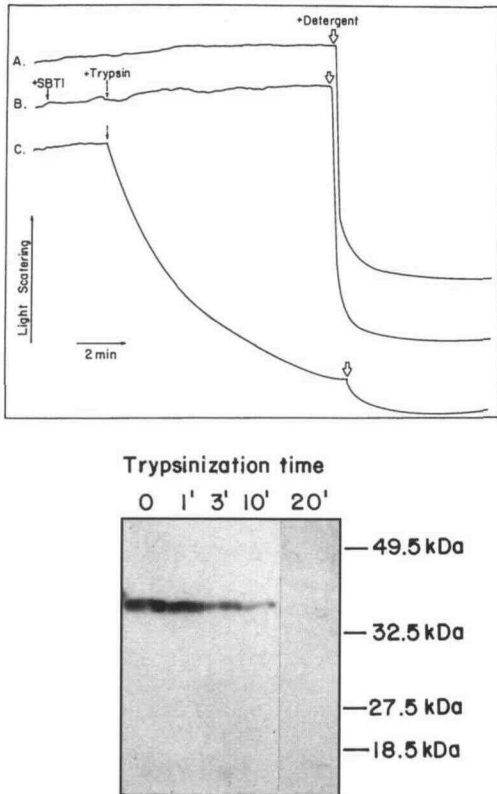 +Detergent
A.
+SBTI
+Trypsin
B.
C.
Light Scatering
2 min
Trypsinization time
0 1' 3' 10' 20'
49.5 kDa
32.5 kDa
27.5 kDa
18.5 kDa